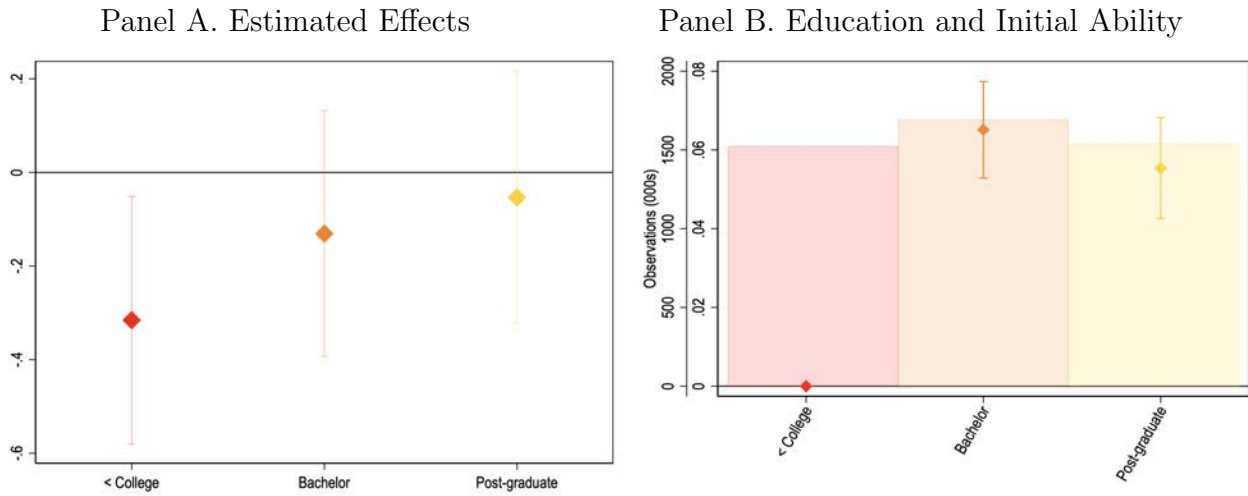 Panel A. Estimated Effects
.2
0
-.2
-.4
-.6
< College
Bachelor
Post-graduate
Panel B. Education and Initial Ability
Observations (000s)
2000
1500
1000
500
0
.08
.06
.04
.02
0
< College
Bachelor
Post-graduate